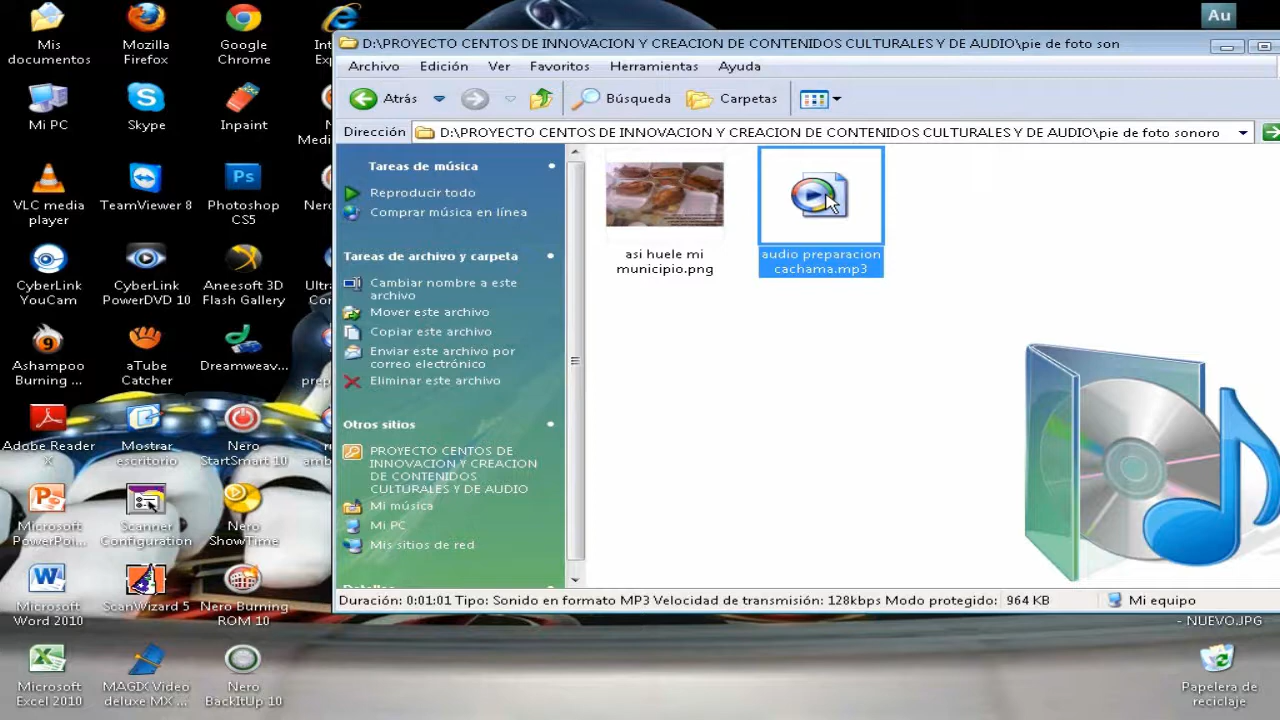 Mis
documentos
Mozilla
Firefox
Google
Chrome
Mi PC
Skype
Inpaint
VLC media
player
TeamViewer 8
Photoshop
CS5
CyberLink
YouCam
CyberLink
PowerDVD 10
Aneesoft 3D
Flash Gallery
Ashampoo
Burning ...
aTube
Catcher
Dreamweav...
Adobe Reader
X
Mostrar
escritorio
Nero
StartSmart 10
Microsoft
PowerPoi...
Scanner
Configuration
Nero
ShowTime
Microsoft
Word 2010
ScanWizard 5
Nero Burning
ROM 10
Microsoft
Excel 2010
MAGIX Video
deluxe MX ...
Nero
BackItUp 10
Au
D:\PROYECTO CENTOS DE INNOVACION Y CREACION DE CONTENIDOS CULTURALES Y DE AUDIO\pie de foto son
Archivo Edición Ver Favoritos Herramientas Ayuda
Atrás Búsqueda Carpetas
Dirección D:\PROYECTO CENTOS DE INNOVACION Y CREACION DE CONTENIDOS CULTURALES Y DE AUDIO\pie de foto sonoro
Tareas de música
Reproducir todo
Comprar música en línea
Tareas de archivo y carpeta
Cambiar nombre a este
archivo
Mover este archivo
Copiar este archivo
Enviar este archivo por
correo electrónico
Eliminar este archivo
Otros sitios
PROYECTO CENTOS DE
INNOVACION Y CREACION
DE CONTENIDOS
CULTURALES Y DE AUDIO
Mi música
Mi PC
Mis sitios de red
asi huele mi
municipio.png
audio preparacion
cachama.mp3
Duración: 0:01:01 Tipo: Sonido en formato MP3 Velocidad de transmisión: 128kbps Modo protegido: 964 KB Mi equipo
- NUEVO.JPG
Papelera de
reciclaje